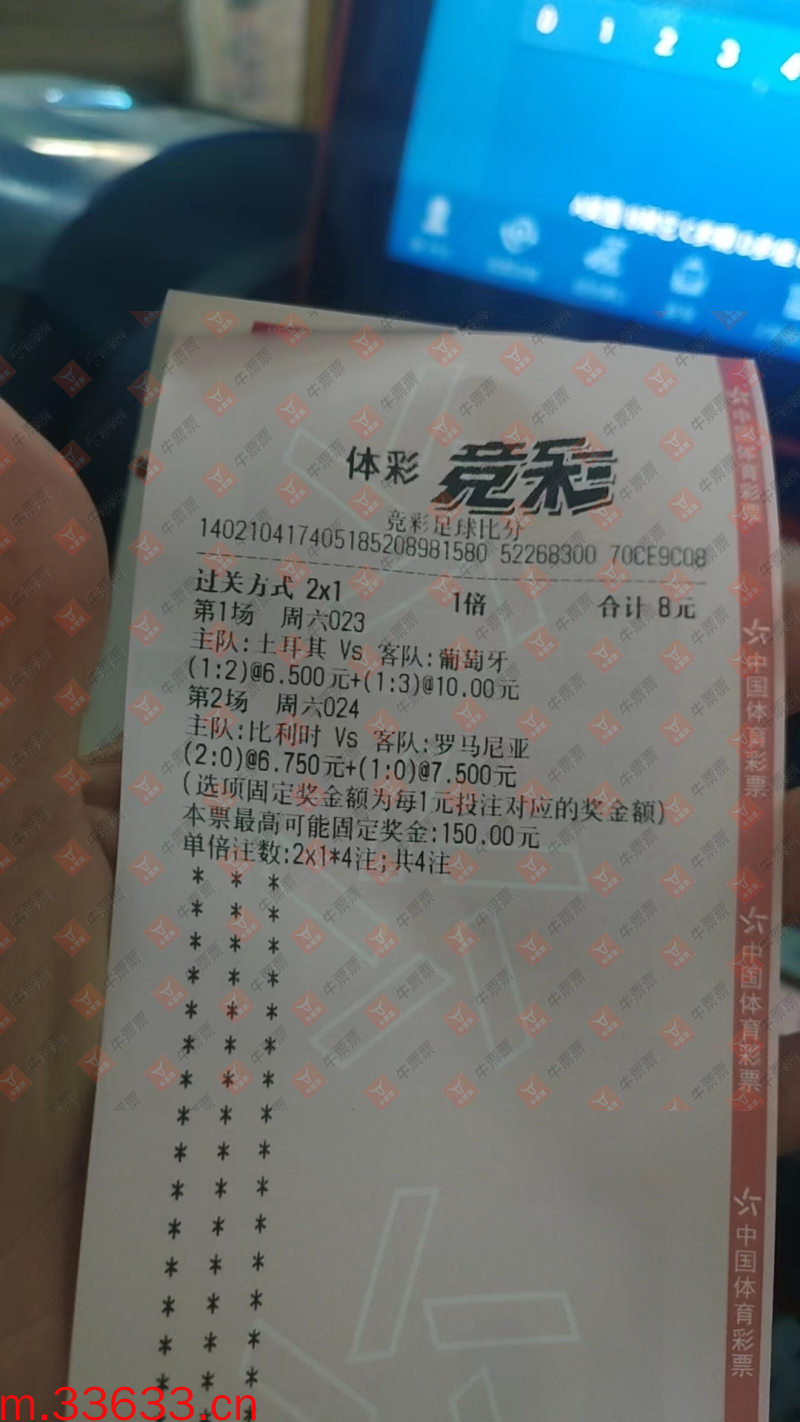 0 1 2 3 4
体彩 竞彩
竞彩足球比分
140210417405185208981580 52268300 70CE9C08
过关方式 2x1 1倍 合计 8元
第1场 周六023
主队:土耳其 Vs 客队:葡萄牙
(1:2)@6.500元+(1:3)@10.00元
第2场 周六024
主队:比利时 Vs 客队:罗马尼亚
(2:0)@6.750元+(1:0)@7.500元
(选项固定奖金额为每1元投注对应的奖金额)
本票最高可能固定奖金:150.00元
单倍注数:2x1*4注;共4注
中国体育彩票
中国体育彩票
中国体育彩票
中国体育彩票
牛票票
m.33633.cn